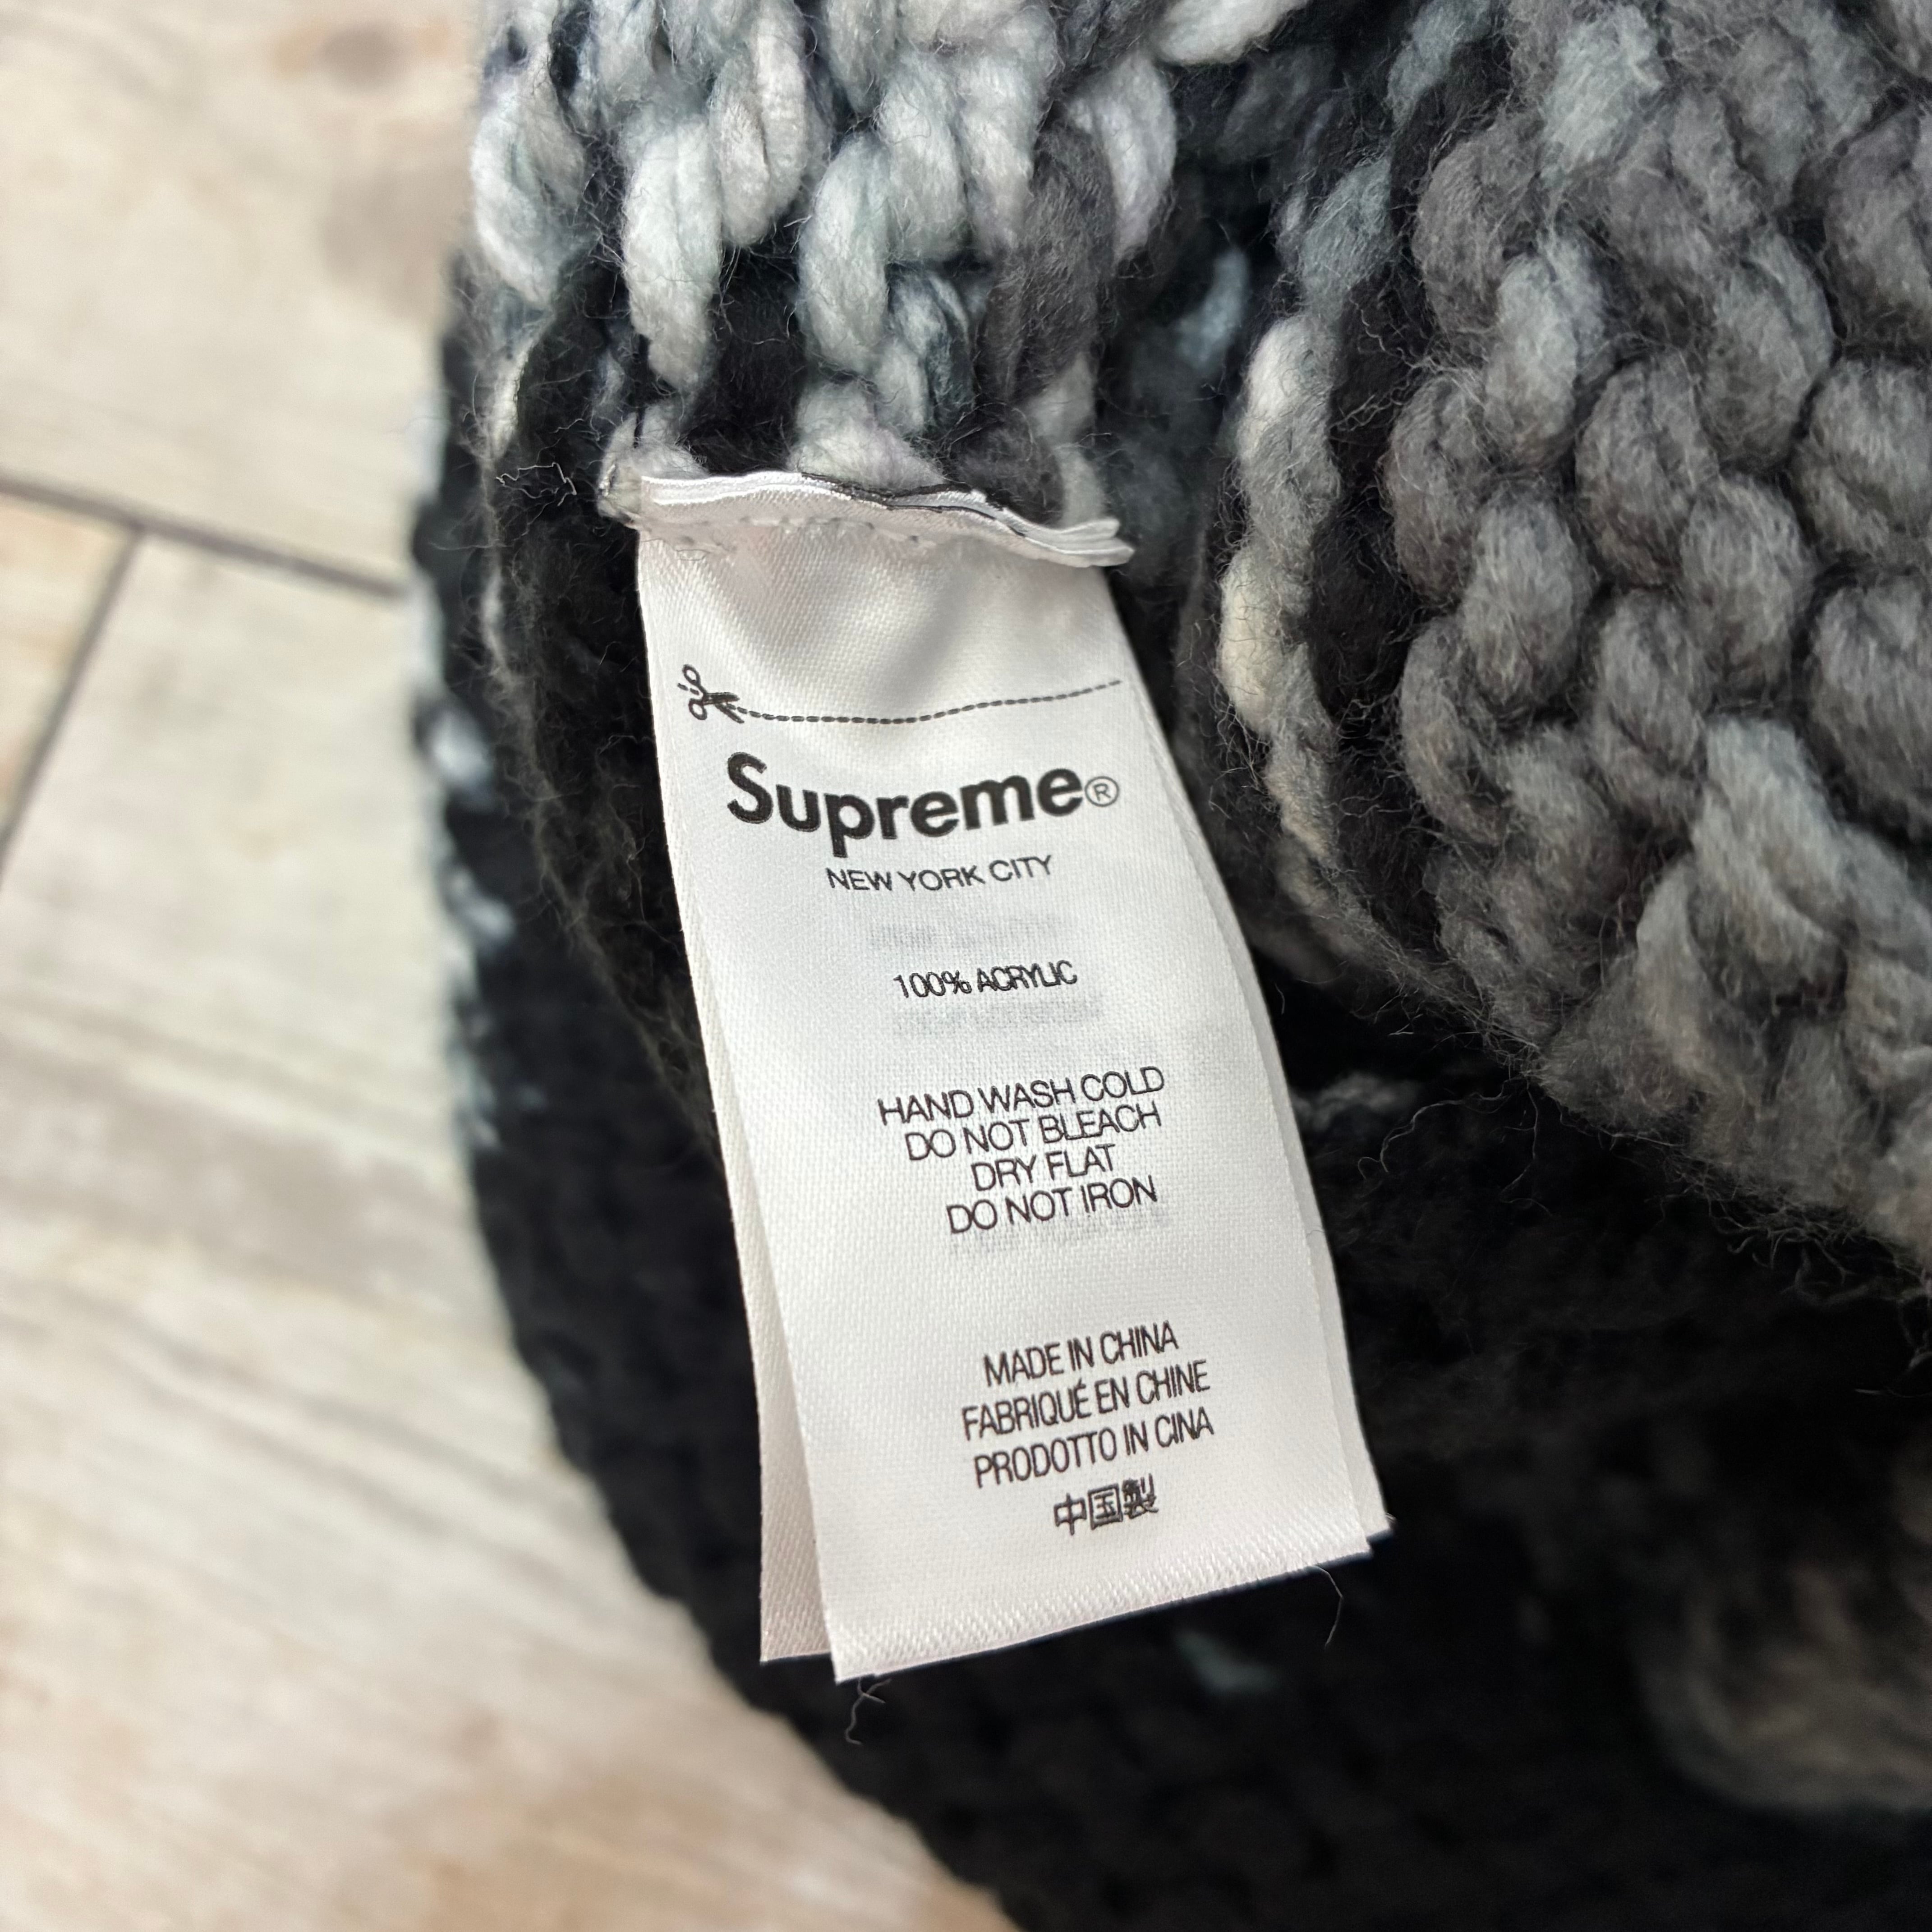 Supreme®
NEW YORK CITY
100% ACRYLIC
HAND WASH COLD
DO NOT BLEACH
DRY FLAT
DO NOT IRON
MADE IN CHINA
FABRIQUÉ EN CHINE
PRODOTTO IN CINA
中国製